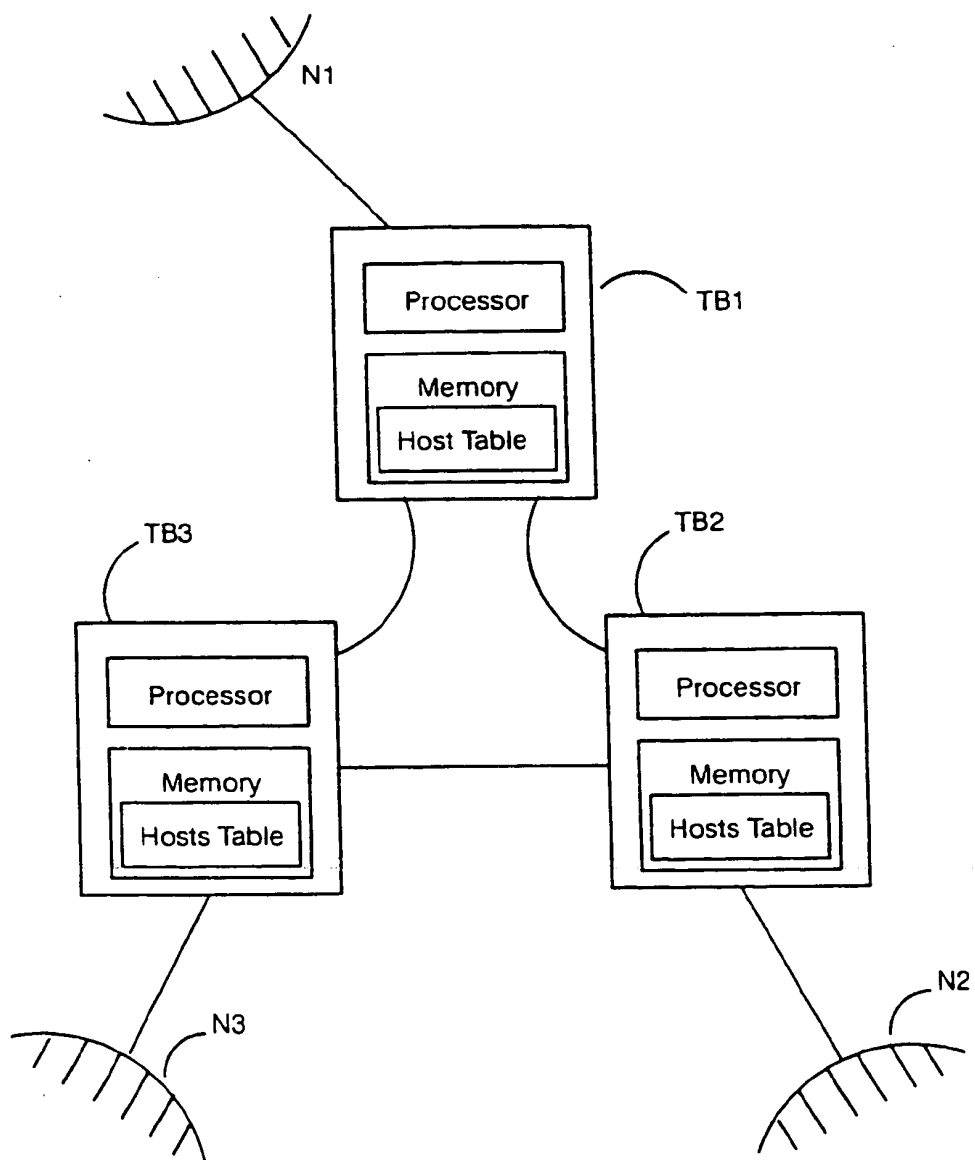 N1
Processor
TB1
Memory
Host Table
TB3
TB2
Processor
Memory
Hosts Table
Processor
Memory
Hosts Table
N3
N2